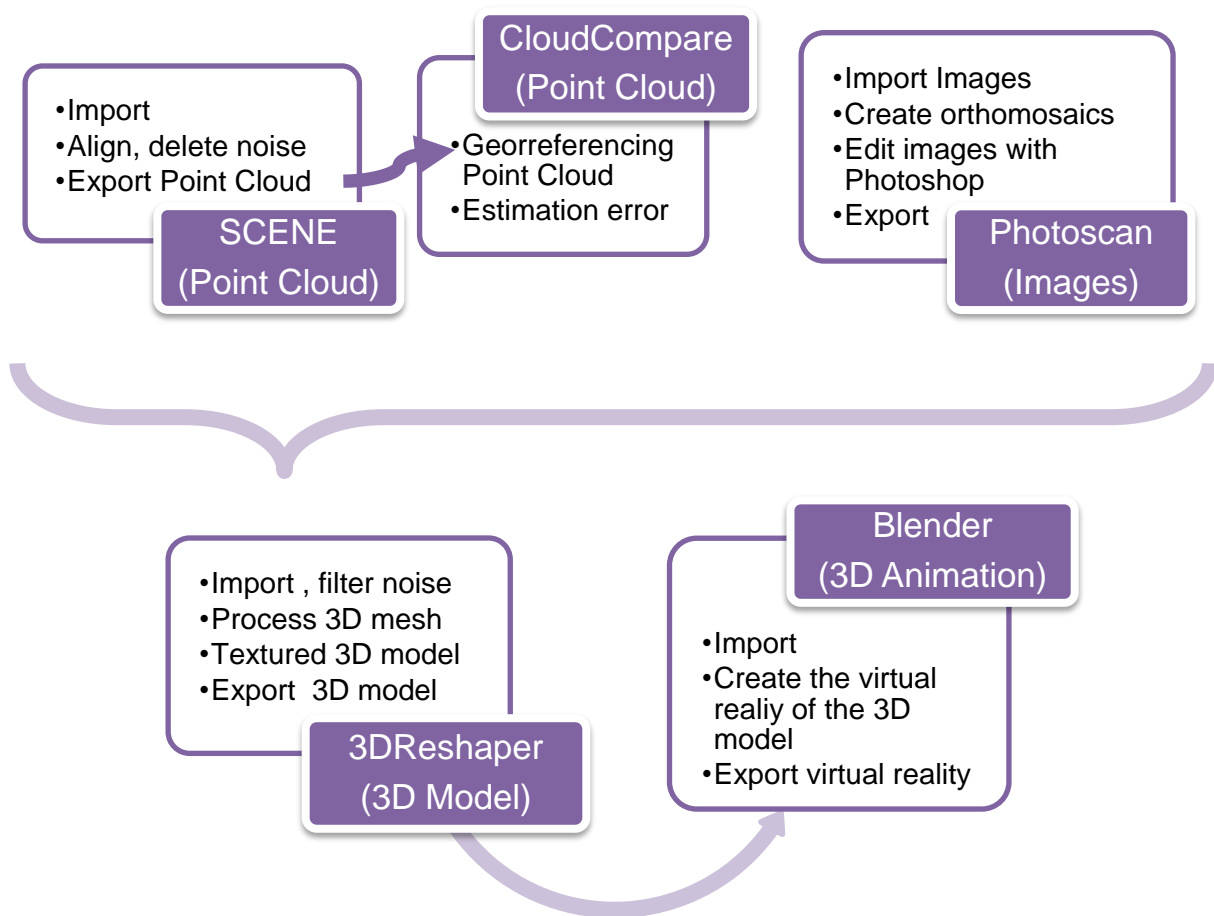 •Import
•Align, delete noise
•Export Point Cloud
SCENE
(Point Cloud)
CloudCompare
(Point Cloud)
•Georreferencing
Point Cloud
•Estimation error
•Import Images
•Create orthomosaics
•Edit images with
Photoshop
•Export
Photoscan
(Images)
•Import , filter noise
•Process 3D mesh
•Textured 3D model
•Export  3D model
3DReshaper
(3D Model)
Blender
(3D Animation)
•Import
•Create the virtual
realiy of the 3D
model
•Export virtual reality